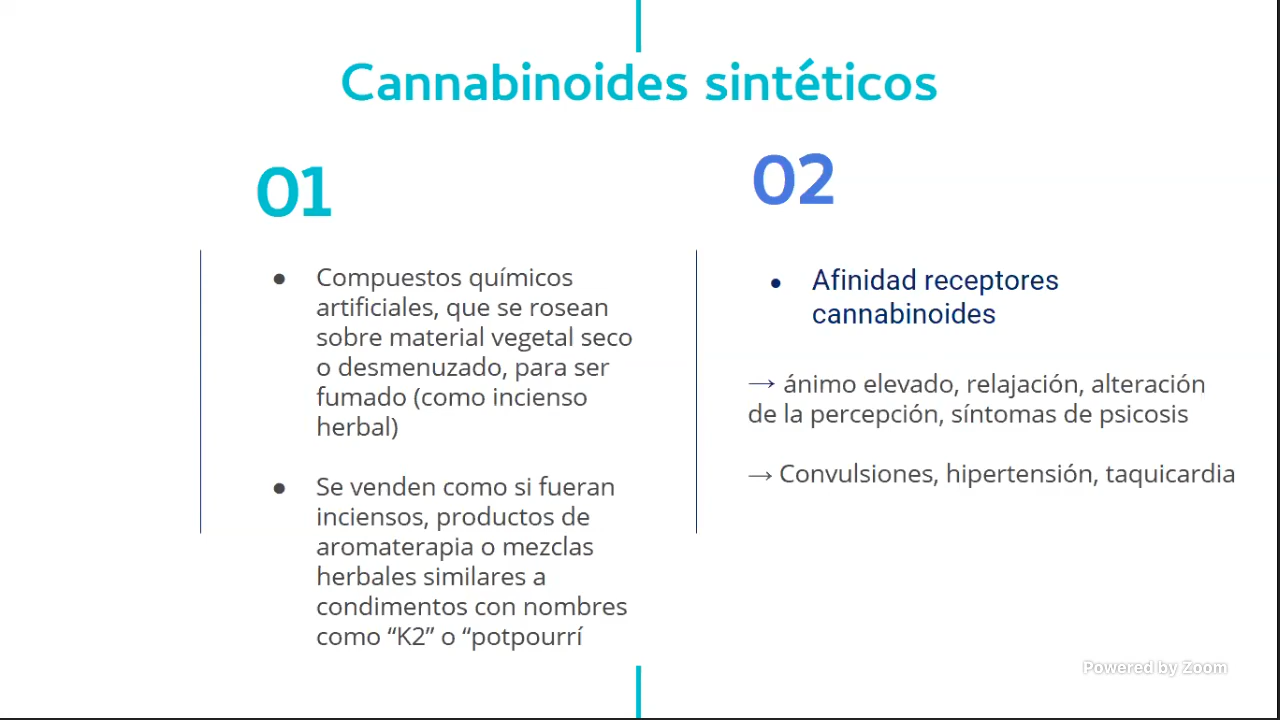 Cannabinoides sintéticos
01
● Compuestos químicos
artificiales, que se rosean
sobre material vegetal seco
o desmenuzado, para ser
fumado (como incienso
herbal)
● Se venden como si fueran
inciensos, productos de
aromaterapia o mezclas
herbales similares a
condimentos con nombres
como “K2” o “potpourrí
02
● Afinidad receptores
cannabinoides
→ ánimo elevado, relajación, alteración
de la percepción, síntomas de psicosis
→ Convulsiones, hipertensión, taquicardia
Powered by Zoom